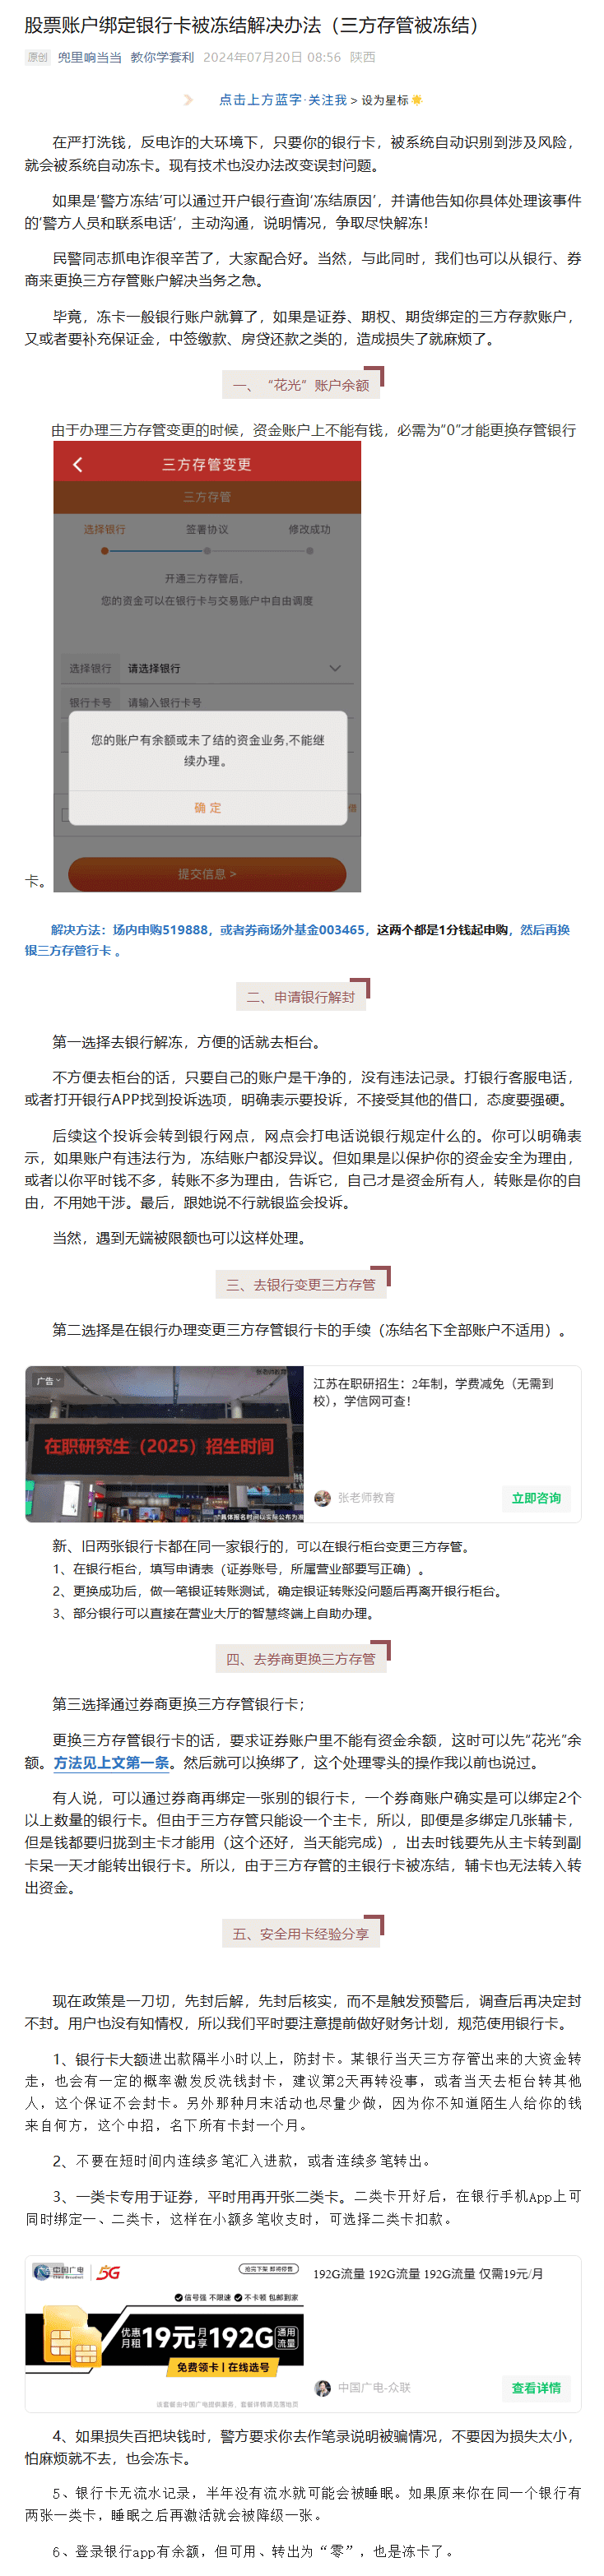 股票账户绑定银行卡被冻结解决办法（三方存管被冻结）
原创 兜里响当当 教你学套利 2024年07月20日 08:56 陕西
点击上方蓝字·关注我 > 设为星标
在严打洗钱，反电诈的大环境下，只要你的银行卡，被系统自动识别到涉及风险，
就会被系统自动冻卡。现有技术也没办法改变误封问题。
如果是‘警方冻结’可以通过开户银行查询‘冻结原因’，并请他告知你具体处理该事件
的‘警方人员和联系电话‘，主动沟通，说明情况，争取尽快解冻！
民警同志抓电诈很辛苦了，大家配合好。当然，与此同时，我们也可以从银行、券
商来更换三方存管账户解决当务之急。
毕竟，冻卡一般银行账户就算了，如果是证券、期权、期货绑定的三方存款账户，
又或者要补充保证金，中签缴款、房贷还款之类的，造成损失了就麻烦了。
一、“花光”账户余额
由于办理三方存管变更的时候，资金账户上不能有钱，必需为“0”才能更换存管银行
三方存管变更
三方存管
选择银行 签署协议 修改成功
开通三方存管后，
您的资金可以在银行卡与交易账户中自由调度
选择银行 请选择银行
银行卡号 请输入银行卡号
您的账户有余额或未了结的资金业务,不能继
续办理。
确 定
提交信息 >
卡。
解决方法：场内申购519888，或者券商场外基金003465，这两个都是1分钱起申购，然后再换
银三方存管行卡 。
二、申请银行解封
第一选择去银行解冻，方便的话就去柜台。
不方便去柜台的话，只要自己的账户是干净的，没有违法记录。打银行客服电话，
或者打开银行APP找到投诉选项，明确表示要投诉，不接受其他的借口，态度要强硬。
后续这个投诉会转到银行网点，网点会打电话说银行规定什么的。你可以明确表
示，如果账户有违法行为，冻结账户都没异议。但如果是以保护你的资金安全为理由，
或者以你平时钱不多，转账不多为理由，告诉它，自己才是资金所有人，转账是你的自
由，不用她干涉。最后，跟她说不行就银监会投诉。
当然，遇到无端被限额也可以这样处理。
三、去银行变更三方存管
第二选择是在银行办理变更三方存管银行卡的手续（冻结名下全部账户不适用）。
广告
在职研究生（2025）招生时间
*具体报名时间以实际公布为准
江苏在职研招生：2年制，学费减免（无需到
校），学信网可查！
张老师教育 立即咨询
新、旧两张银行卡都在同一家银行的，可以在银行柜台变更三方存管。
1、在银行柜台，填写申请表（证券账号，所属营业部要写正确）。
2、更换成功后，做一笔银证转账测试，确定银证转账没问题后再离开银行柜台。
3、部分银行可以直接在营业大厅的智慧终端上自助办理。
四、去券商更换三方存管
第三选择通过券商更换三方存管银行卡；
更换三方存管银行卡的话，要求证券账户里不能有资金余额，这时可以先“花光”余
额。方法见上文第一条。然后就可以换绑了，这个处理零头的操作我以前也说过。
有人说，可以通过券商再绑定一张别的银行卡，一个券商账户确实是可以绑定2个
以上数量的银行卡。但由于三方存管只能设一个主卡，所以，即便是多绑定几张辅卡，
但是钱都要归拢到主卡才能用（这个还好，当天能完成），出去时钱要先从主卡转到副
卡呆一天才能转出银行卡。所以，由于三方存管的主银行卡被冻结，辅卡也无法转入转
出资金。
五、安全用卡经验分享
现在政策是一刀切，先封后解，先封后核实，而不是触发预警后，调查后再决定封
不封。用户也没有知情权，所以我们平时要注意提前做好财务计划，规范使用银行卡。
1、银行卡大额进出款隔半小时以上，防封卡。某银行当天三方存管出来的大资金转
走，也会有一定的概率激发反洗钱封卡，建议第2天再转没事，或者当天去柜台转其他
人，这个保证不会封卡。另外那种月末活动也尽量少做，因为你不知道陌生人给你的钱
来自何方，这个中招，名下所有卡封一个月。
2、不要在短时间内连续多笔汇入进款，或者连续多笔转出。
3、一类卡专用于证券，平时用再开张二类卡。二类卡开好后，在银行手机App上可
同时绑定一、二类卡，这样在小额多笔收支时，可选择二类卡扣款。
中国广电 5G
抢完下架 即将停售
信号强 不限速 不卡顿 包邮到家
优惠月租 19元 月享 192G 通用流量
免费领卡 | 在线选号
该套餐由中国广电提供服务，套餐详情请见落地页
192G流量 192G流量 192G流量 仅需19元/月
中国广电-众联 查看详情
4、如果损失百把块钱时，警方要求你去作笔录说明被骗情况，不要因为损失太小，
怕麻烦就不去，也会冻卡。
5、银行卡无流水记录，半年没有流水就可能会被睡眠。如果原来你在同一个银行有
两张一类卡，睡眠之后再激活就会被降级一张。
6、登录银行app有余额，但可用、转出为“零”，也是冻卡了。